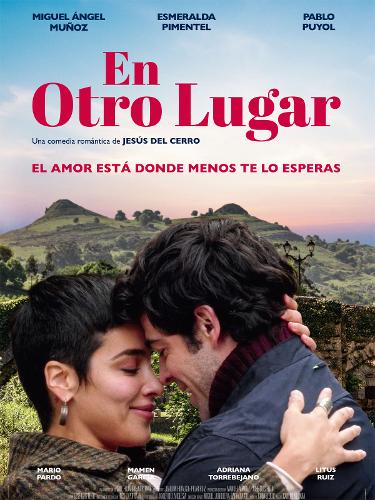 MIGUEL ÁNGEL MUÑOZ
ESMERALDA PIMENTEL
PABLO PUYOL
En
Otro Lugar
Una comedia romántica de JESÚS DEL CERRO
EL AMOR ESTÁ DONDE MENOS TE LO ESPERAS
MARIO PARDO
MAMEN GARCÍA
ADRIANA TORREBEJANO
LITUS RUIZ